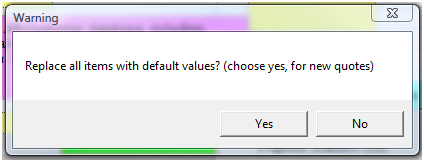 Warning
Replace all items with default values? (choose yes, for new quotes)
Yes
No